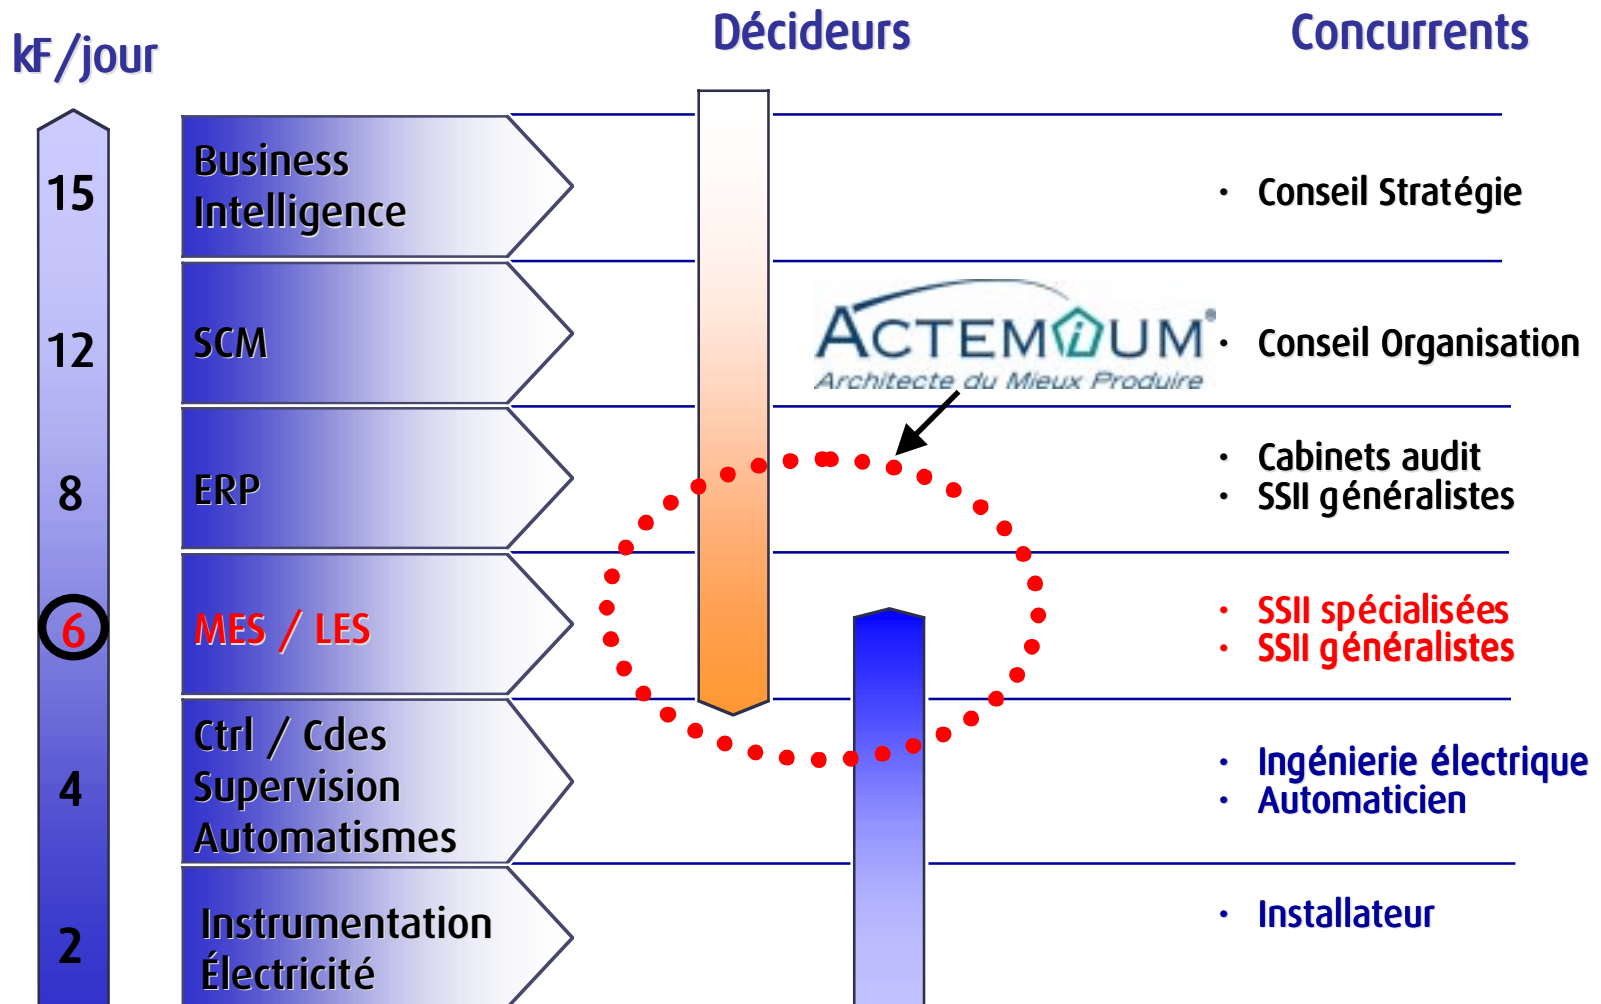 kF/jour
Décideurs
Concurrents
15
Business
Intelligence
• Conseil Stratégie
12
SCM
ACTEMIUM®
Architecte du Mieux Produire
• Conseil Organisation
8
ERP
• Cabinets audit
• SSII généralistes
6
MES / LES
• SSII spécialisées
• SSII généralistes
4
Ctrl / Cdes
Supervision
Automatismes
• Ingénierie électrique
• Automaticien
2
Instrumentation
Électricité
• Installateur